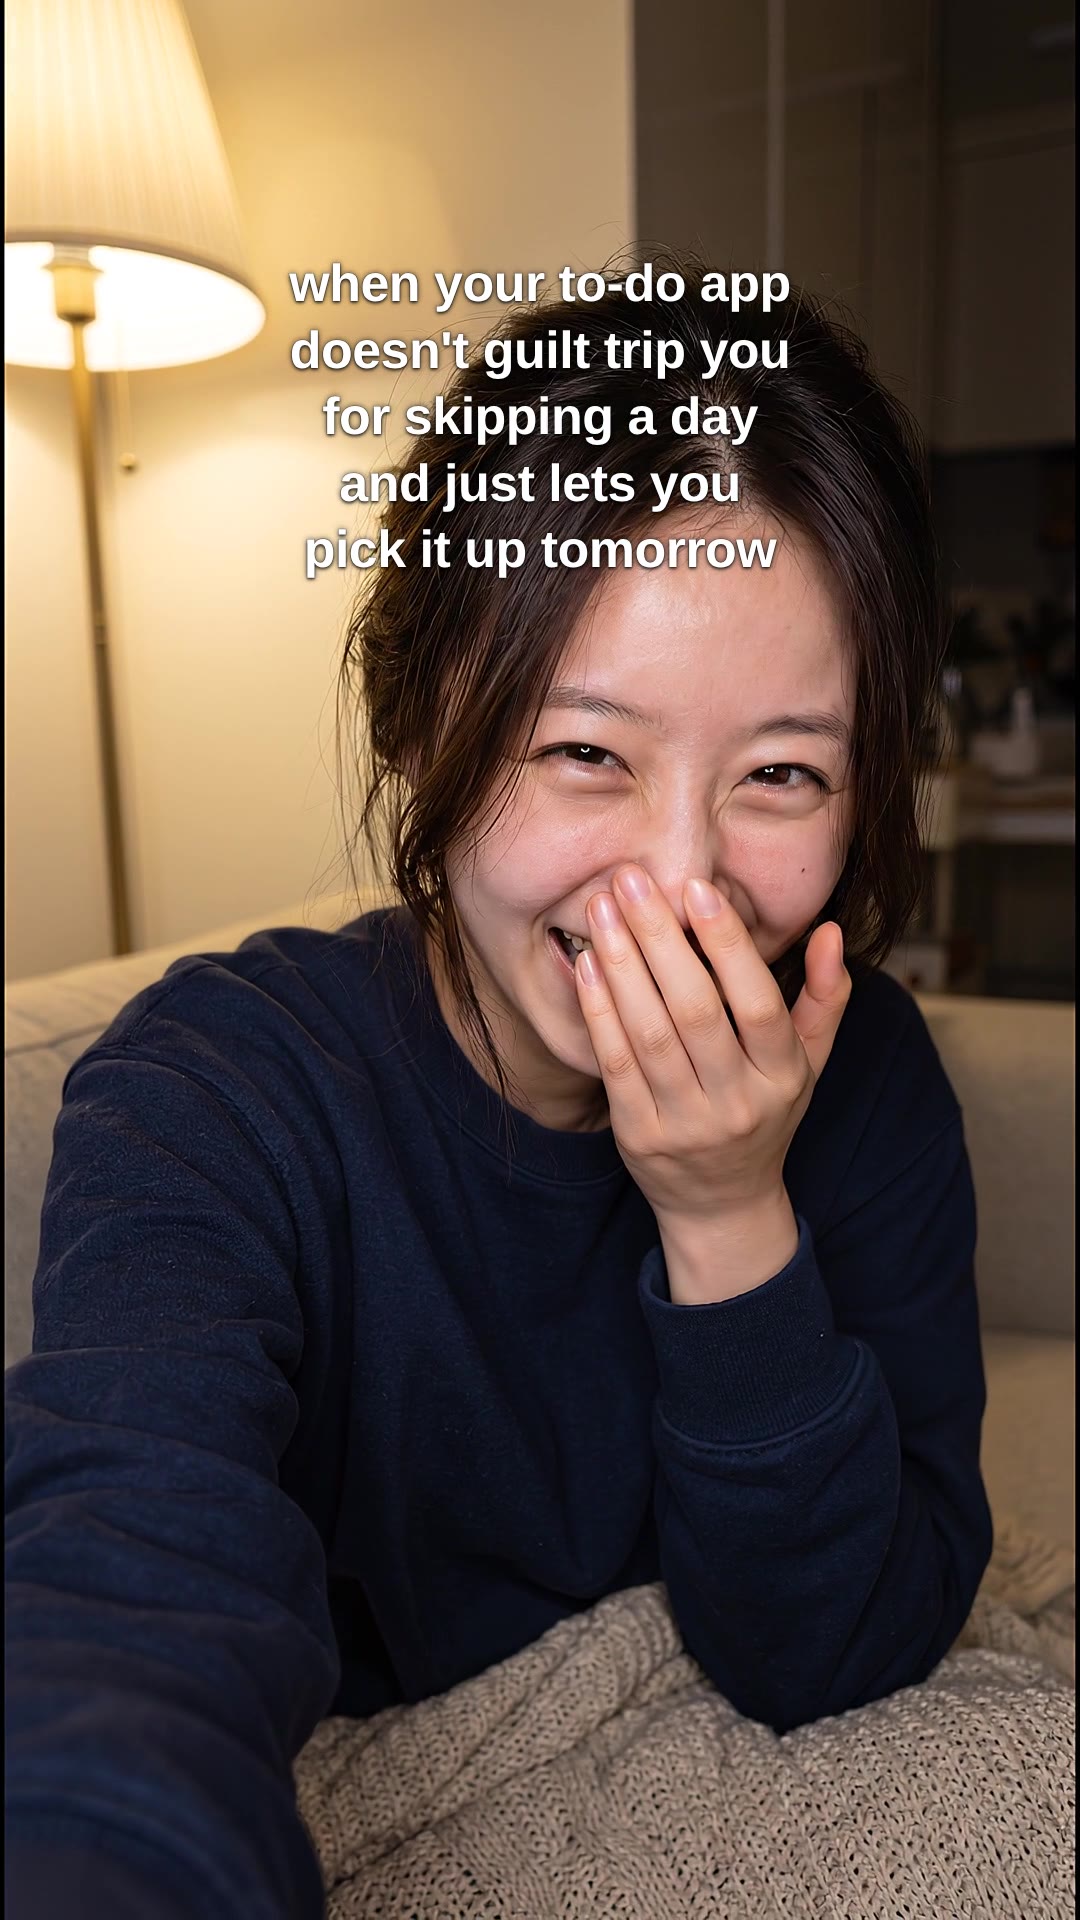 when your to-do app
doesn't guilt trip you
for skipping a day
and just lets you
pick it up tomorrow